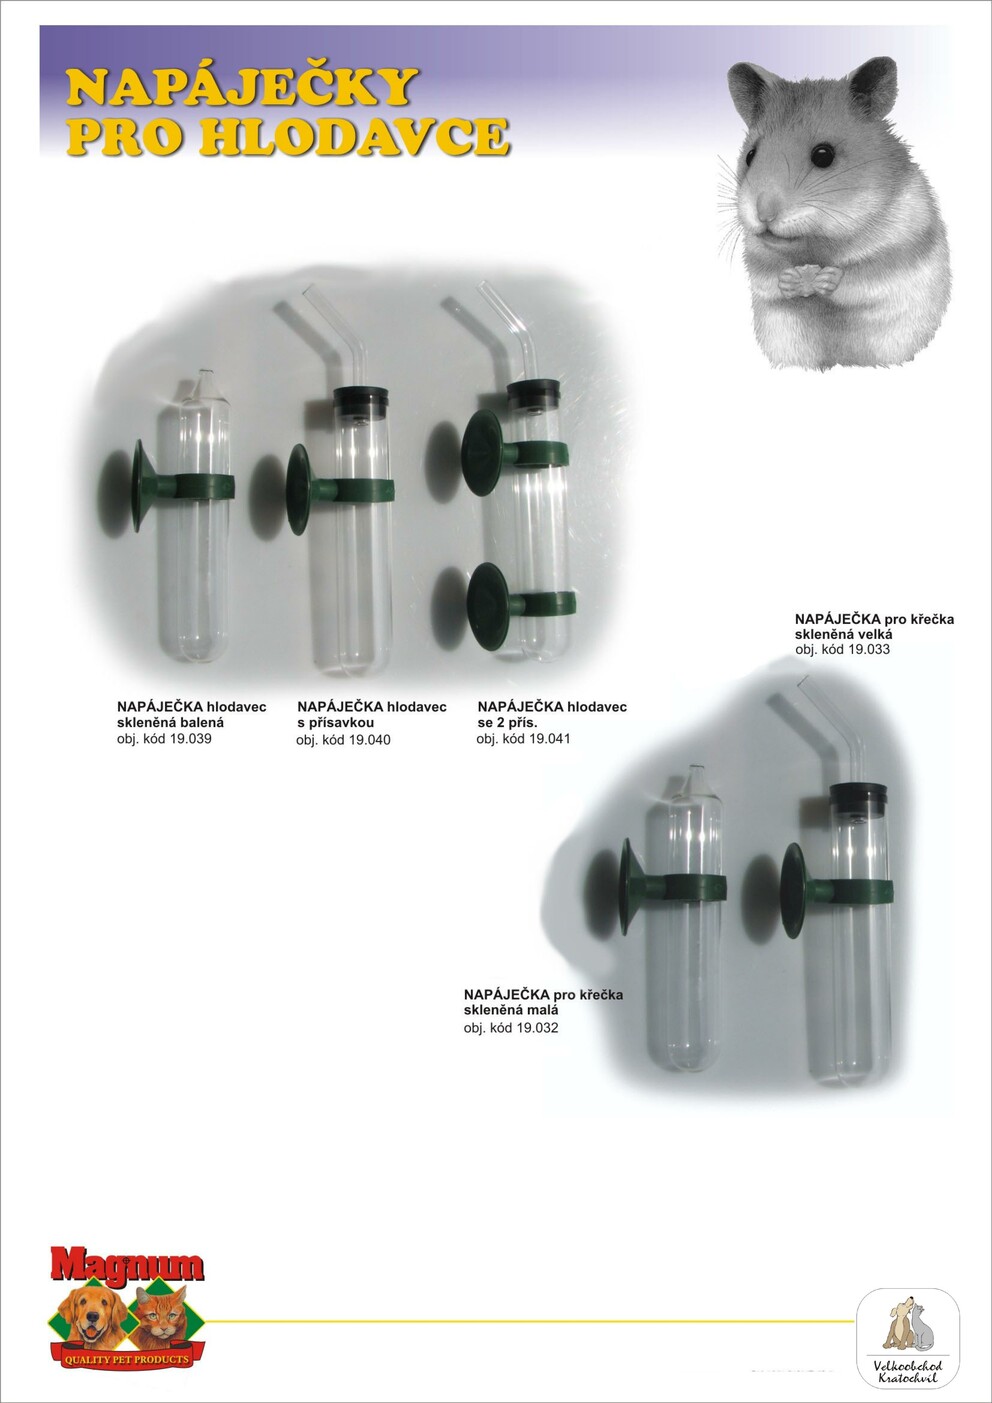 NAPÁJEČKY
PRO HLODAVCE
NAPÁJEČKA pro křečka
skleněná velká
obj. kód 19.033
NAPÁJEČKA hlodavec
skleněná balená
obj. kód 19.039
NAPÁJEČKA hlodavec
s přísavkou
obj. kód 19.040
NAPÁJEČKA hlodavec
se 2 přís.
obj. kód 19.041
NAPÁJEČKA pro křečka
skleněná malá
obj. kód 19.032
Magnum
QUALITY PET PRODUCTS
Velkoobchod
Kratochvíl